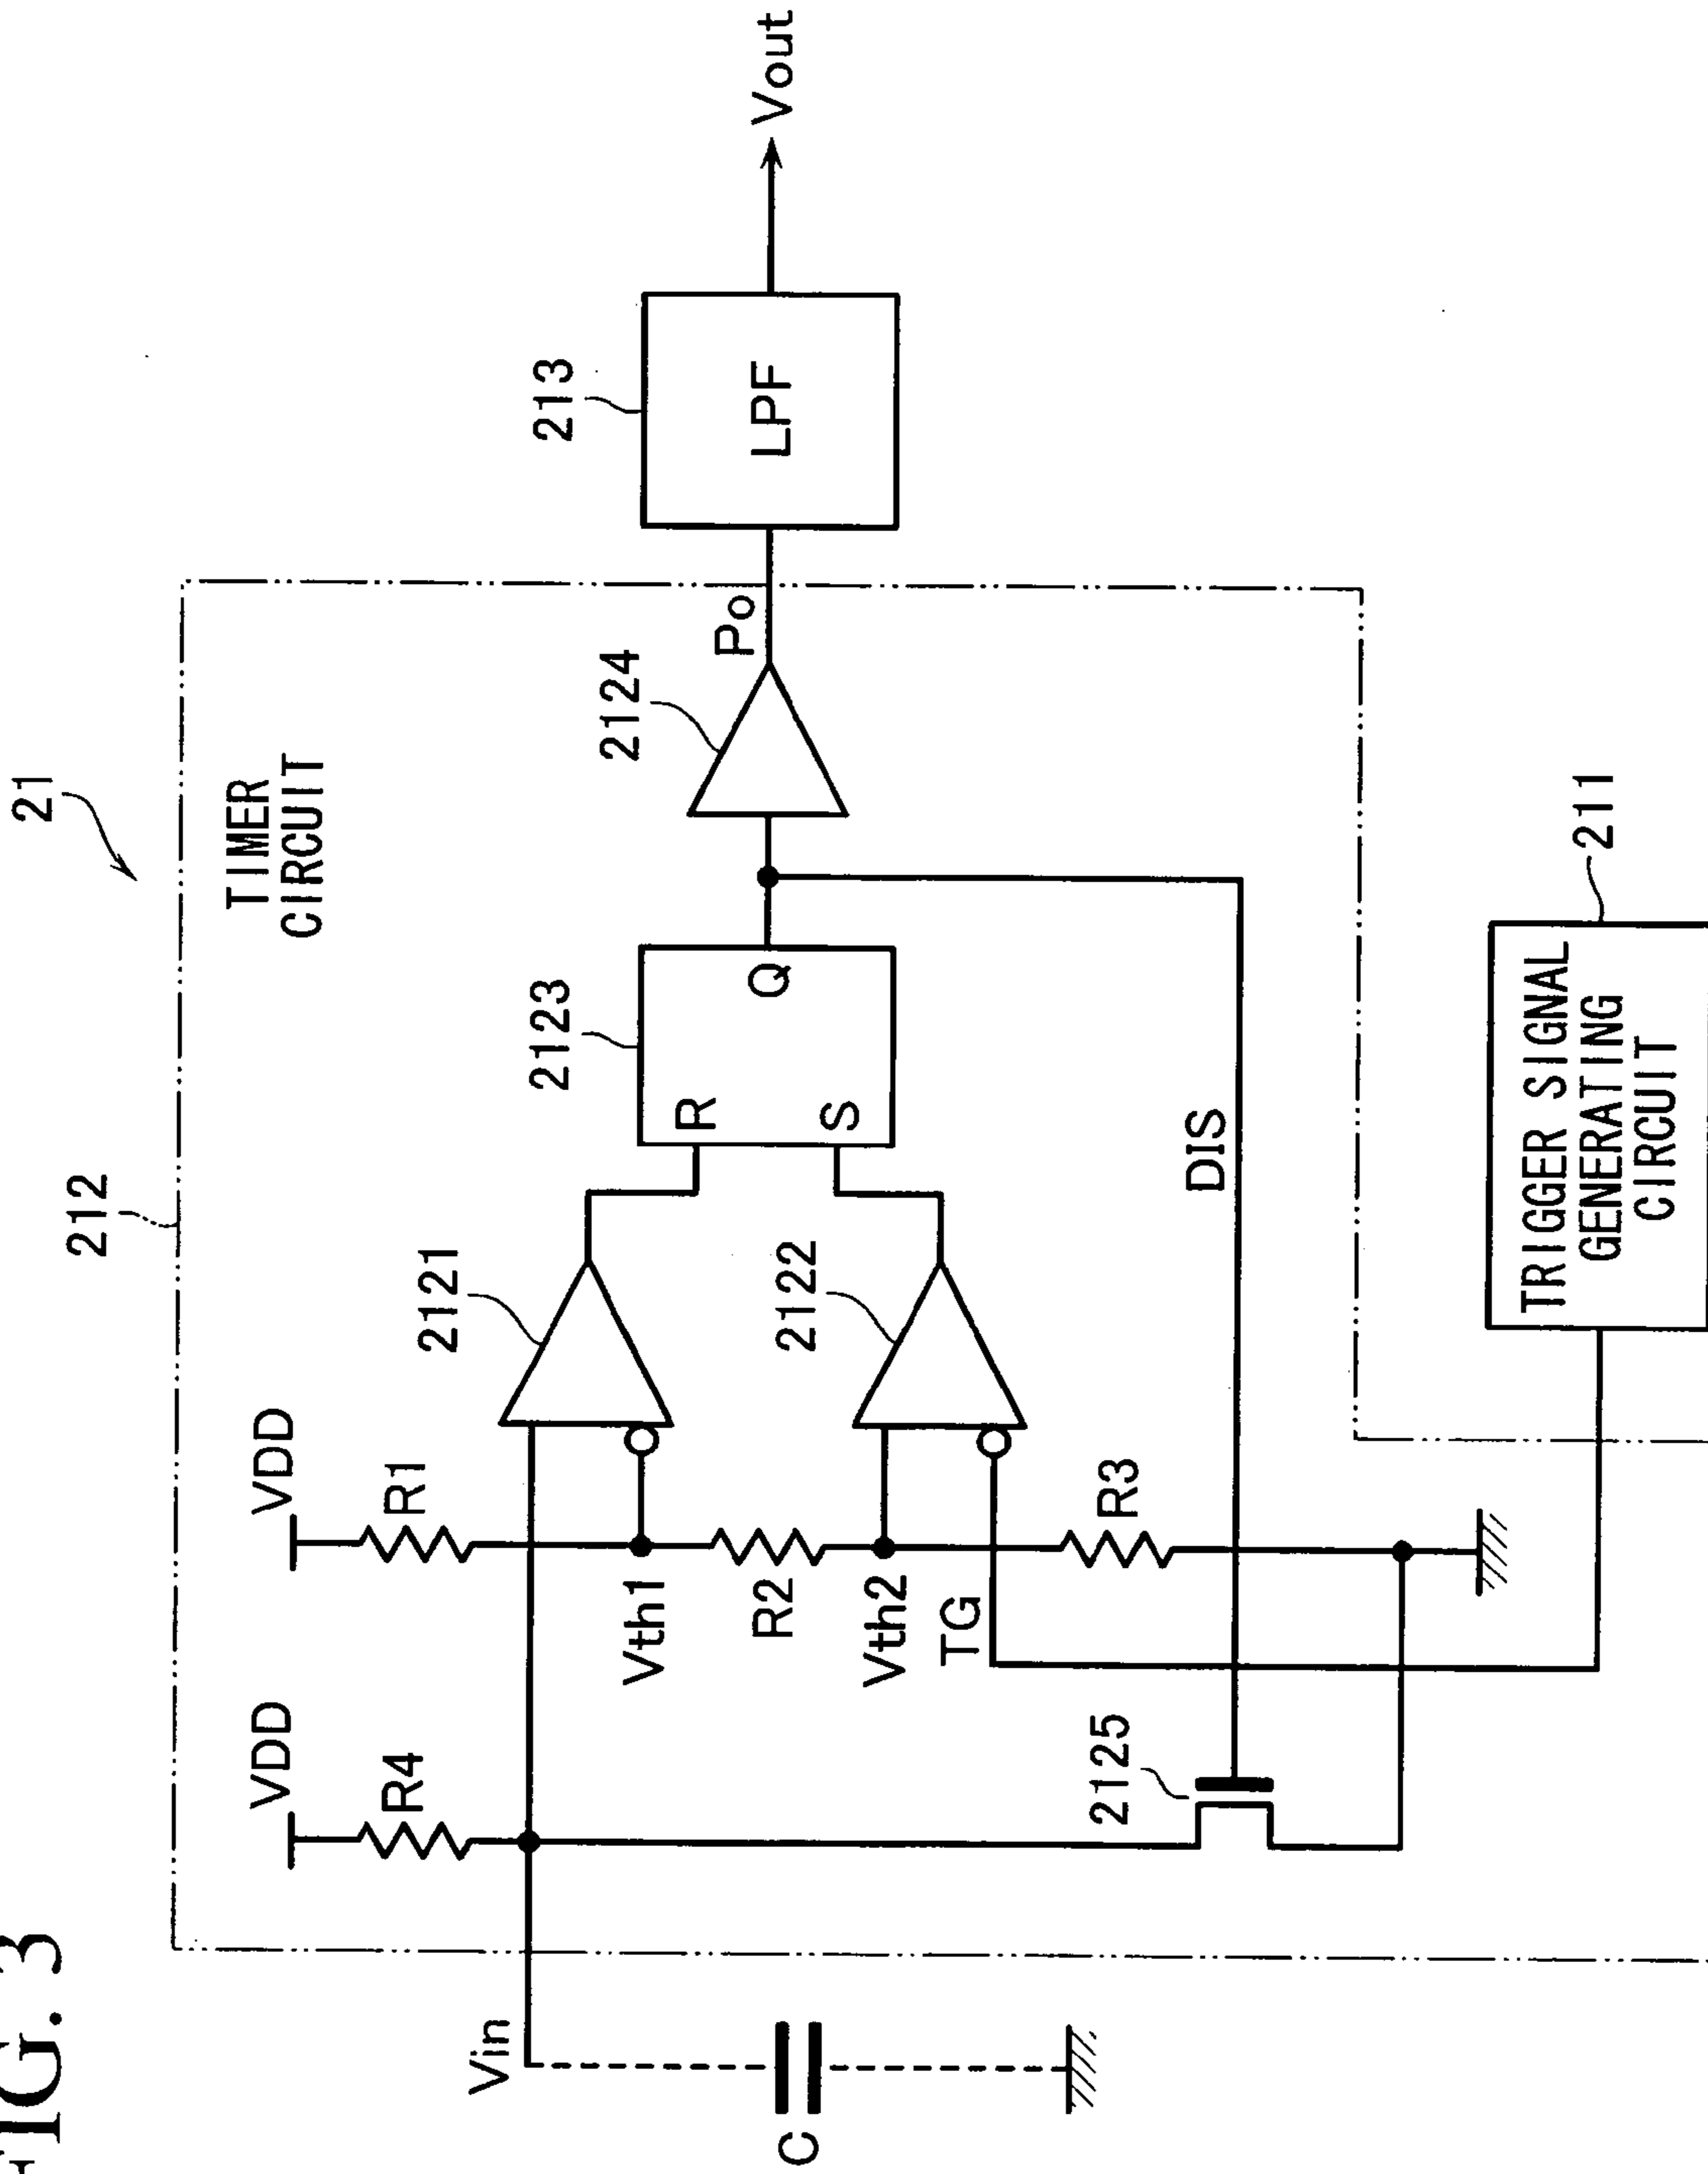 FIG. 3
21
212
TIMER
CIRCUIT
VDD
VDD
R4
R1
2121
2123
2124
213
Vin
Vth1
R
Q
Po
LPF
Vout
C
R2
2122
S
Vth2
TG
R3
2125
DIS
TRIGGER SIGNAL
GENERATING
CIRCUIT
211